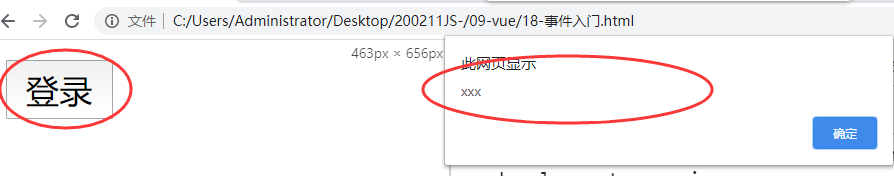 文件 C:/Users/Administrator/Desktop/200211JS-/09-vue/18-事件入门.html
463px × 656px
此网页显示
登录
xxx
确定